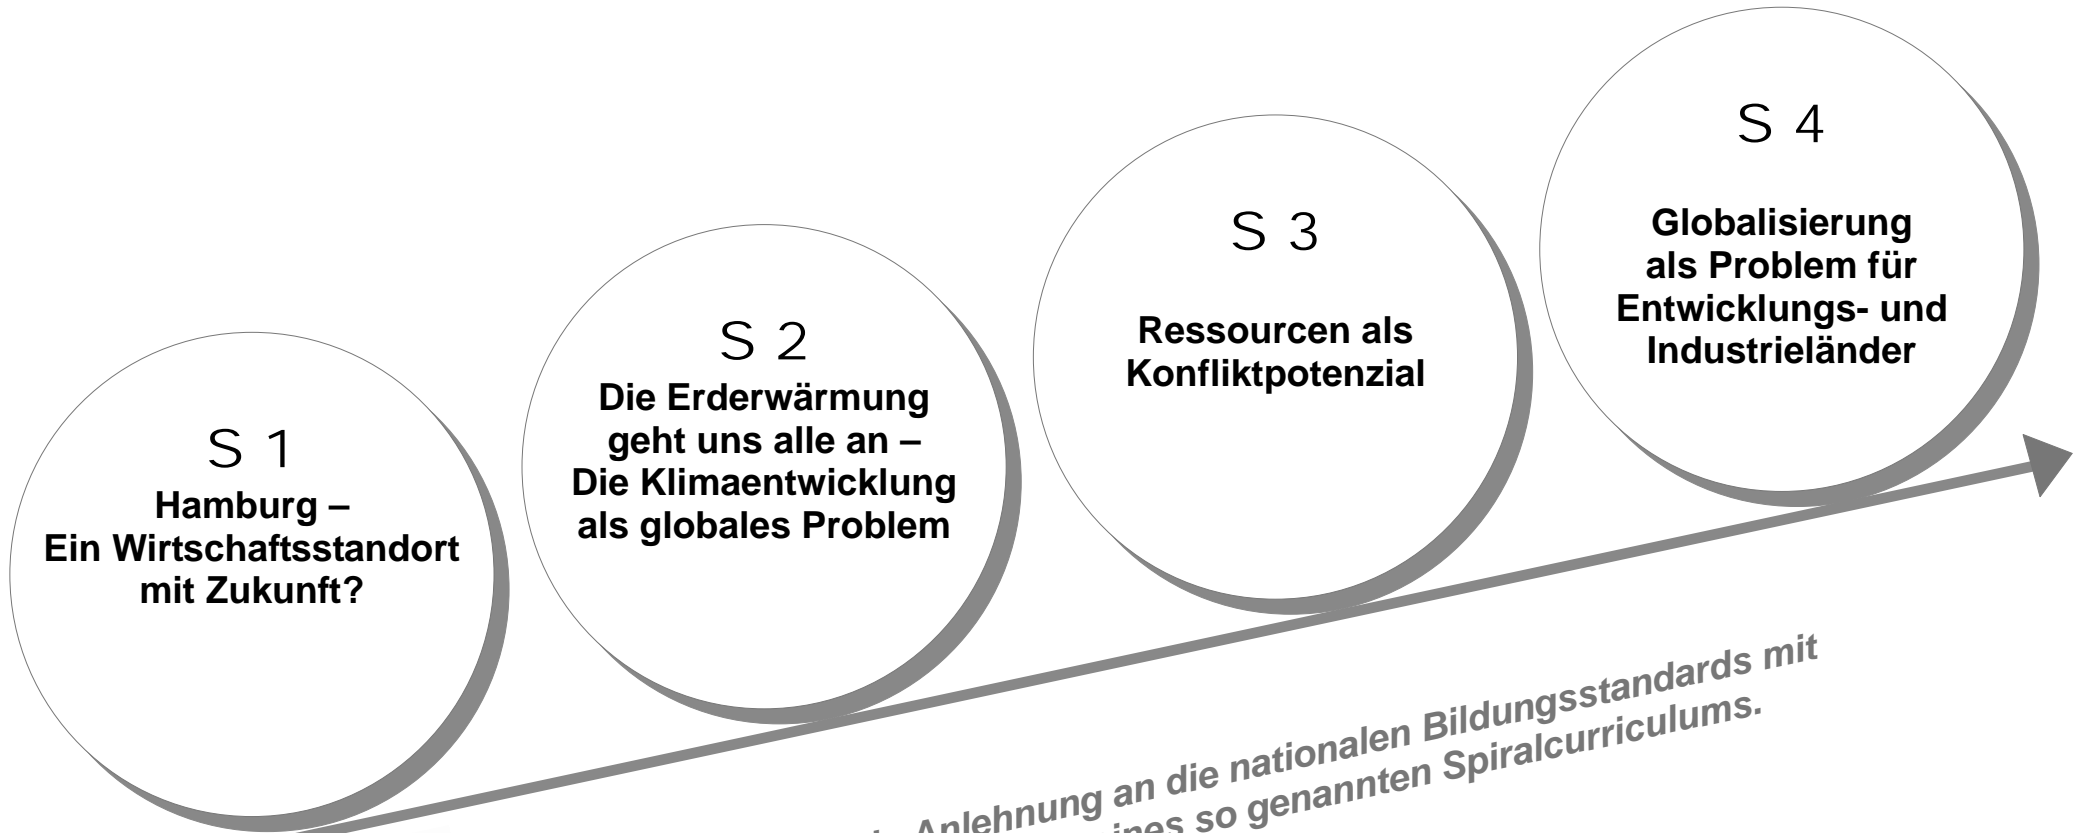 S 1
Hamburg –
Ein Wirtschaftsstandort
mit Zukunft?
S 2
Die Erderwärmung
geht uns alle an –
Die Klimaentwicklung
als globales Problem
S 3
Ressourcen als
Konfliktpotenzial
S 4
Globalisierung
als Problem für
Entwicklungs- und
Industrieländer
Anlehnung an die nationalen Bildungsstandards mit
so genannten Spiralcurriculums.